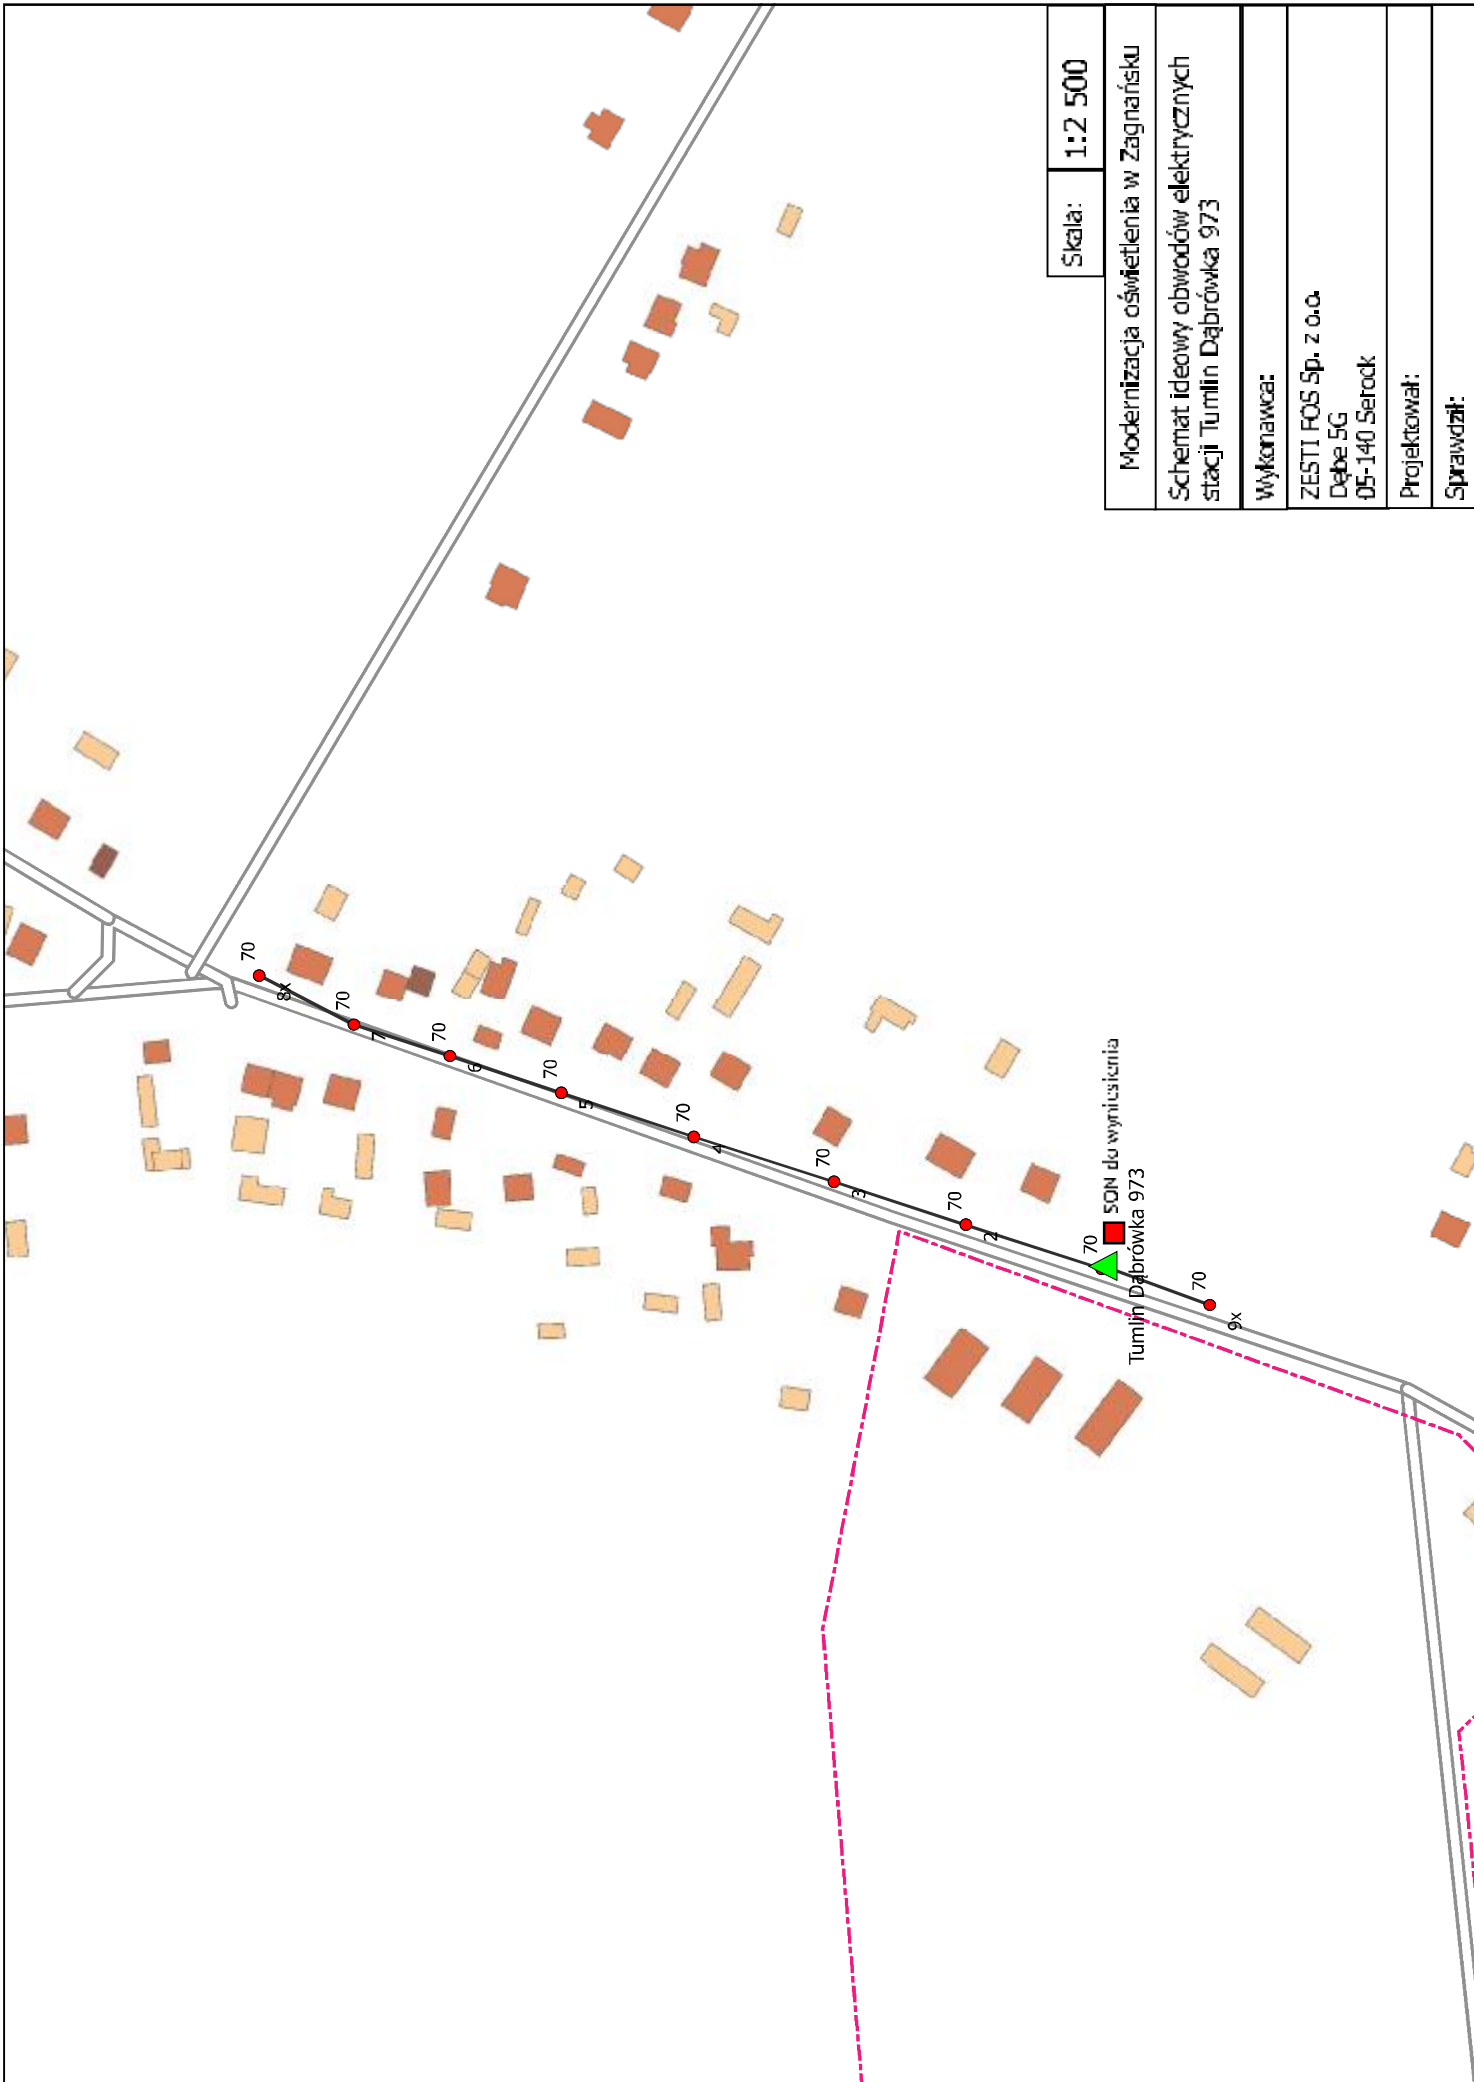 Skala:
1:2 500
Modernizacja oświetlenia w Zagnańsku
Schemat ideowy obwodów elektrycznych
stacji Tumlin Dąbrówka 973
Wykonawca:
ZESTI FOS Sp. z o.o.
Dębe 5G
05-140 Serock
Projektował:
Sprawdził:
70
8x
70
7
70
6
70
5
70
4
70
3
70
2
70
SON do wyniesienia
Tumlin Dąbrówka 973
70
9x